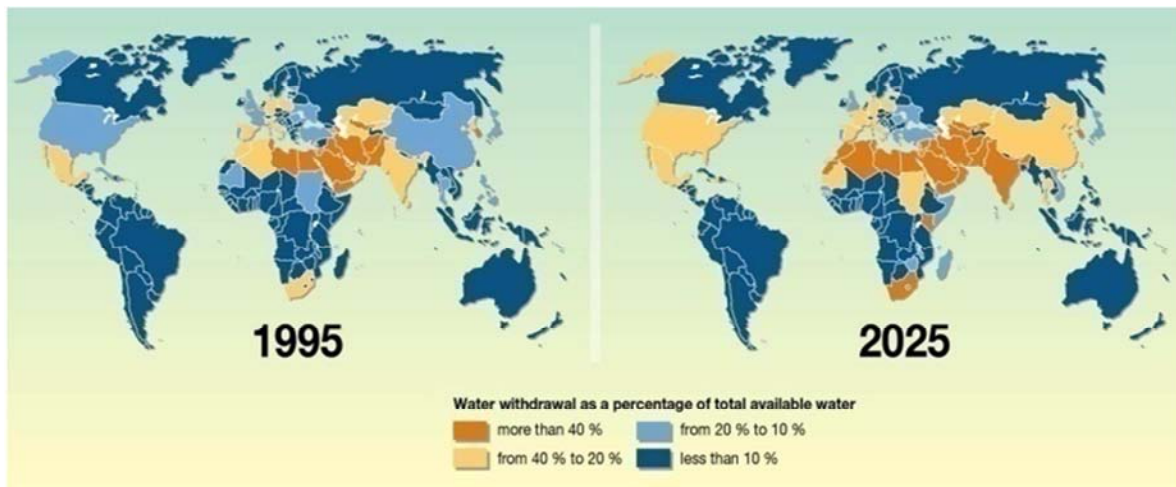 1995
2025
Water withdrawal as a percentage of total available water
more than 40 %
from 20 % to 10 %
from 40 % to 20 %
less than 10 %